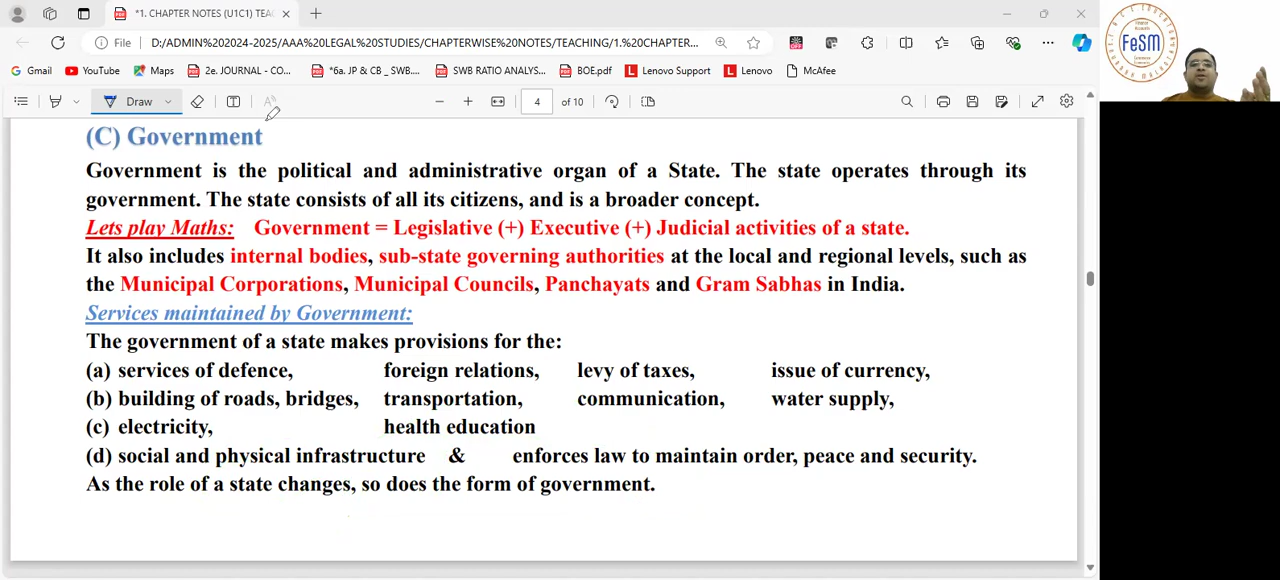 *1. CHAPTER NOTES (U1C1) TEAC
File D:/ADMIN%202024-2025/AAA%20LEGAL%20STUDIES/CHAPTERWISE%20NOTES/TEACHING/1.%20CHAPTER...
Gmail YouTube Maps 2e. JOURNAL - CO... *6a. JP & CB _ SWB.... SWB RATIO ANALYS... BOE.pdf Lenovo Support Lenovo McAfee
Draw 4 of 10
(C) Government
Government is the political and administrative organ of a State. The state operates through its
government. The state consists of all its citizens, and is a broader concept.
Lets play Maths: Government = Legislative (+) Executive (+) Judicial activities of a state.
It also includes internal bodies, sub-state governing authorities at the local and regional levels, such as
the Municipal Corporations, Municipal Councils, Panchayats and Gram Sabhas in India.
Services maintained by Government:
The government of a state makes provisions for the:
(a) services of defence, foreign relations, levy of taxes, issue of currency,
(b) building of roads, bridges, transportation, communication, water supply,
(c) electricity, health education
(d) social and physical infrastructure & enforces law to maintain order, peace and security.
As the role of a state changes, so does the form of government.
FeSM